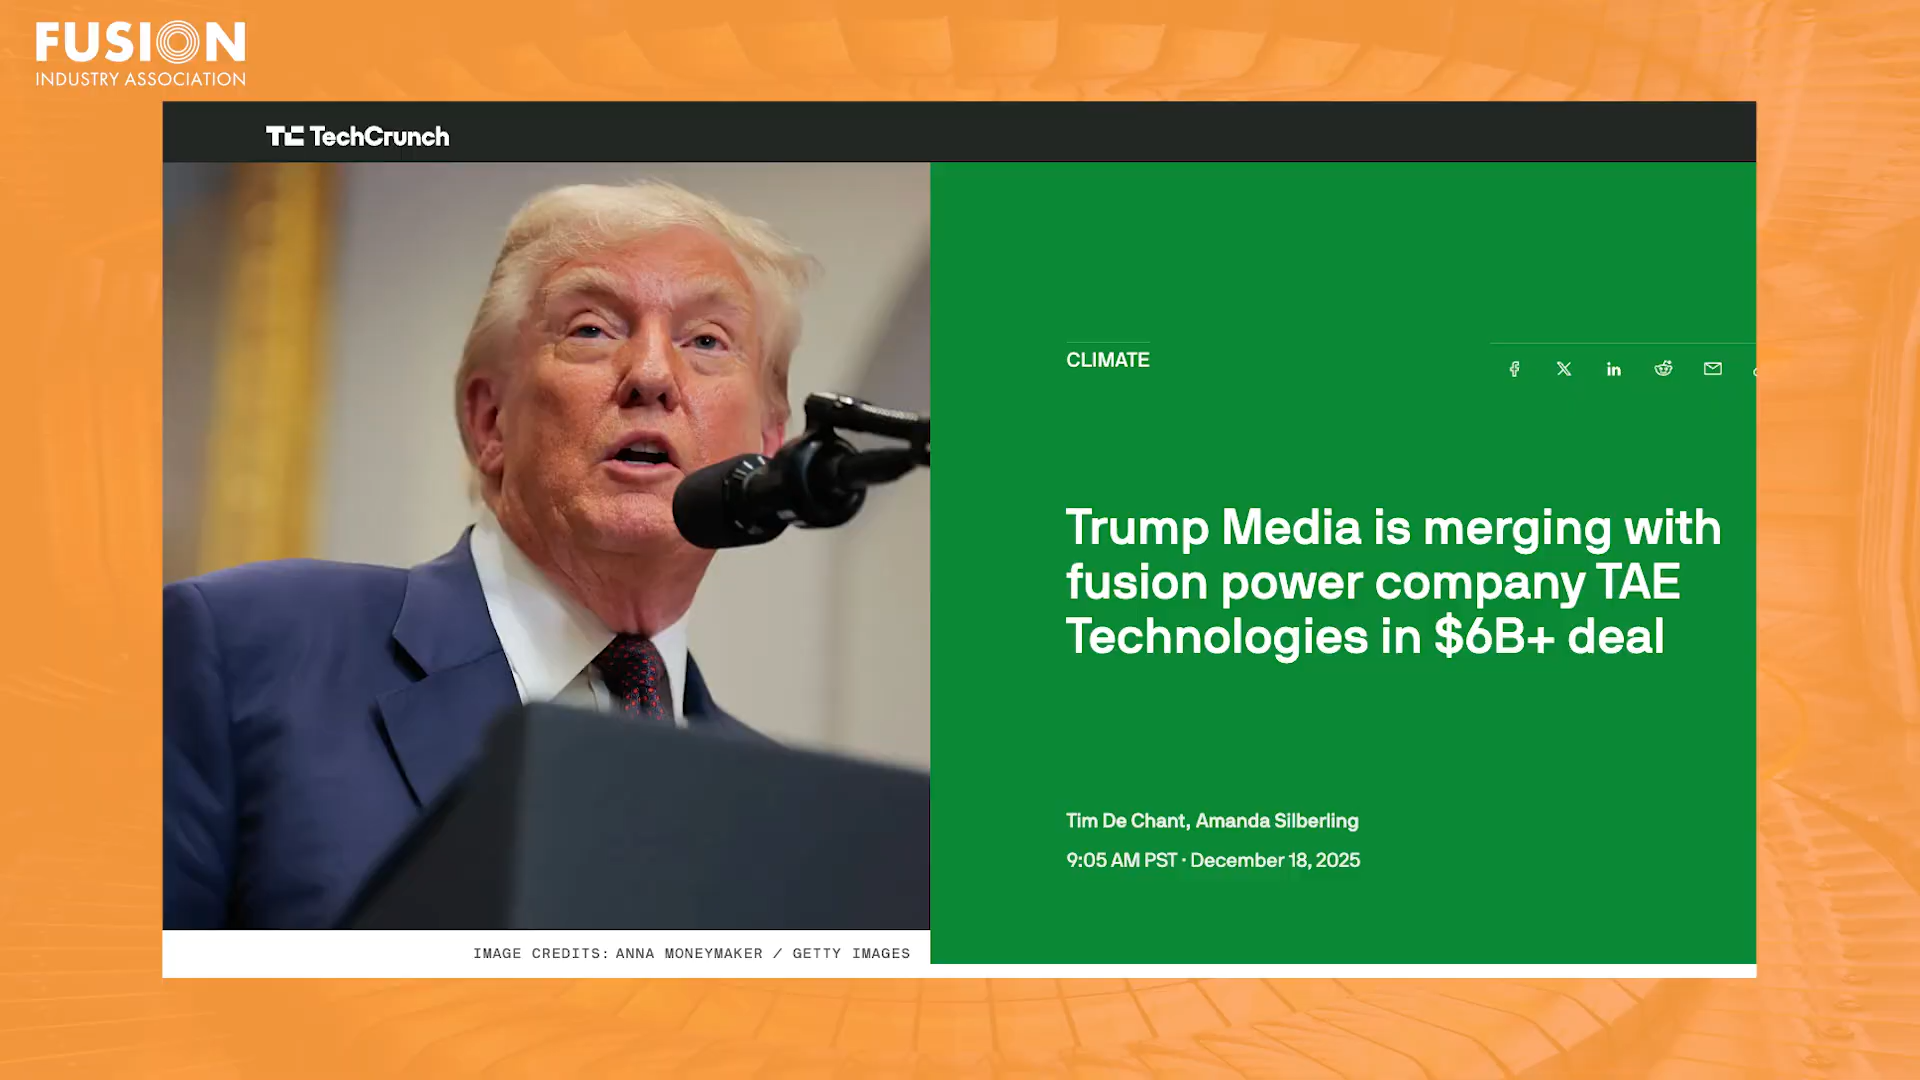 FUSION
INDUSTRY ASSOCIATION
TC TechCrunch
CLIMATE
Trump Media is merging with
fusion power company TAE
Technologies in $6B+ deal
Tim De Chant, Amanda Silberling
9:05 AM PST · December 18, 2025
IMAGE CREDITS: ANNA MONEYMAKER / GETTY IMAGES